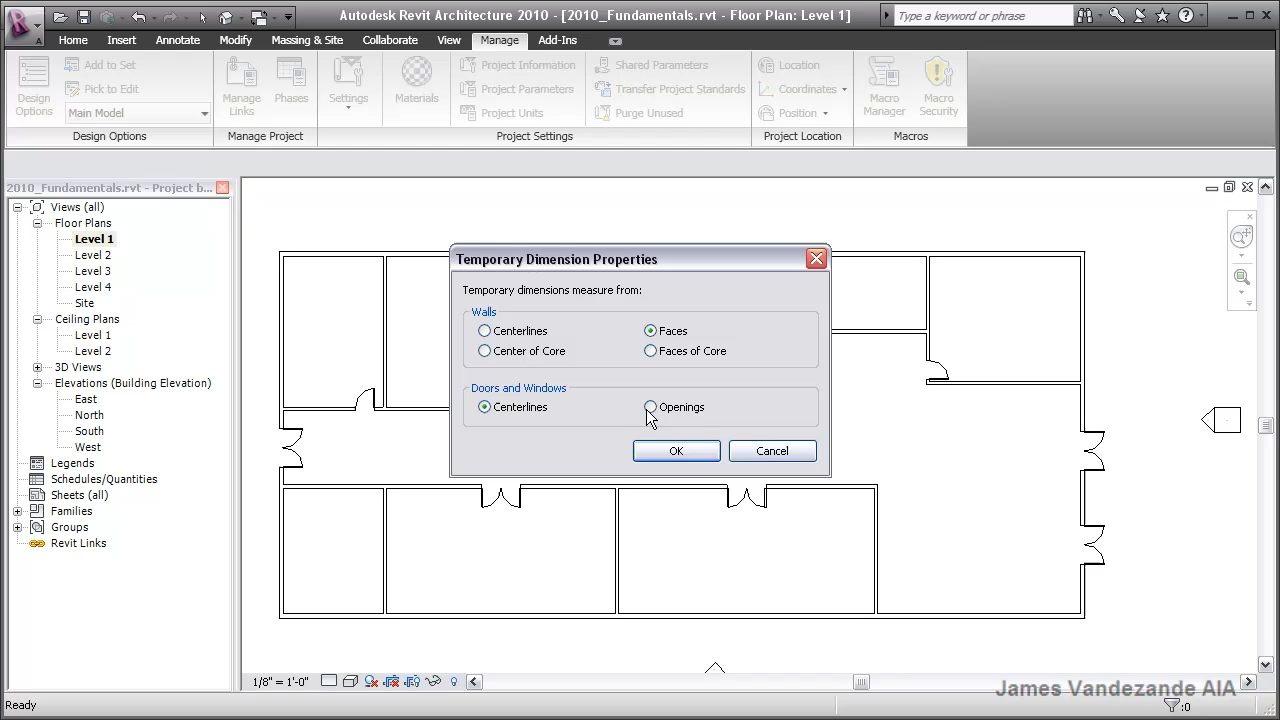 Autodesk Revit Architecture 2010 - [2010_Fundamentals.rvt - Floor Plan: Level 1]
Type a keyword or phrase
Home Insert Annotate Modify Massing & Site Collaborate View Manage Add-Ins
Design Options
Add to Set
Pick to Edit
Main Model
Manage Links
Phases
Settings
Materials
Project Information
Project Parameters
Project Units
Shared Parameters
Transfer Project Standards
Purge Unused
Location
Coordinates
Position
Macro Manager
Macro Security
Design Options Manage Project Project Settings Project Location Macros
2010_Fundamentals.rvt - Project b...
Views (all)
Floor Plans
Level 1
Level 2
Level 3
Level 4
Site
Ceiling Plans
Level 1
Level 2
3D Views
Elevations (Building Elevation)
East
North
South
West
Legends
Schedules/Quantities
Sheets (all)
Families
Groups
Revit Links
Temporary Dimension Properties
Temporary dimensions measure from:
Walls
Centerlines Faces
Center of Core Faces of Core
Doors and Windows
Centerlines Openings
OK Cancel
1/8" = 1'-0"
James Vandezande AIA
Ready
:0